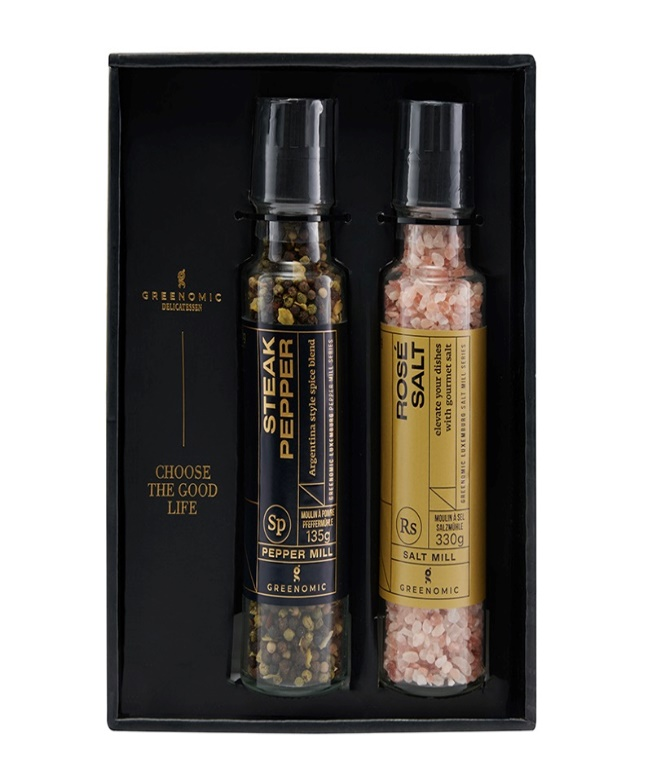 GREENOMIC
DELICATESSEN
CHOOSE
THE GOOD
LIFE
STEAK
PEPPER
Argentina style spice blend
GREENOMIC LUXEMBURG PEPPER MILL SERIES
Sp
MOULIN À POIVRE
PFEFFERMÜHLE
135g
PEPPER MILL
GREENOMIC
ROSÉ
SALT
elevate your dishes
with gourmet salt
GREENOMIC LUXEMBURG SALT MILL SERIES
Rs
MOULIN À SEL
SALZMÜHLE
330g
SALT MILL
GREENOMIC